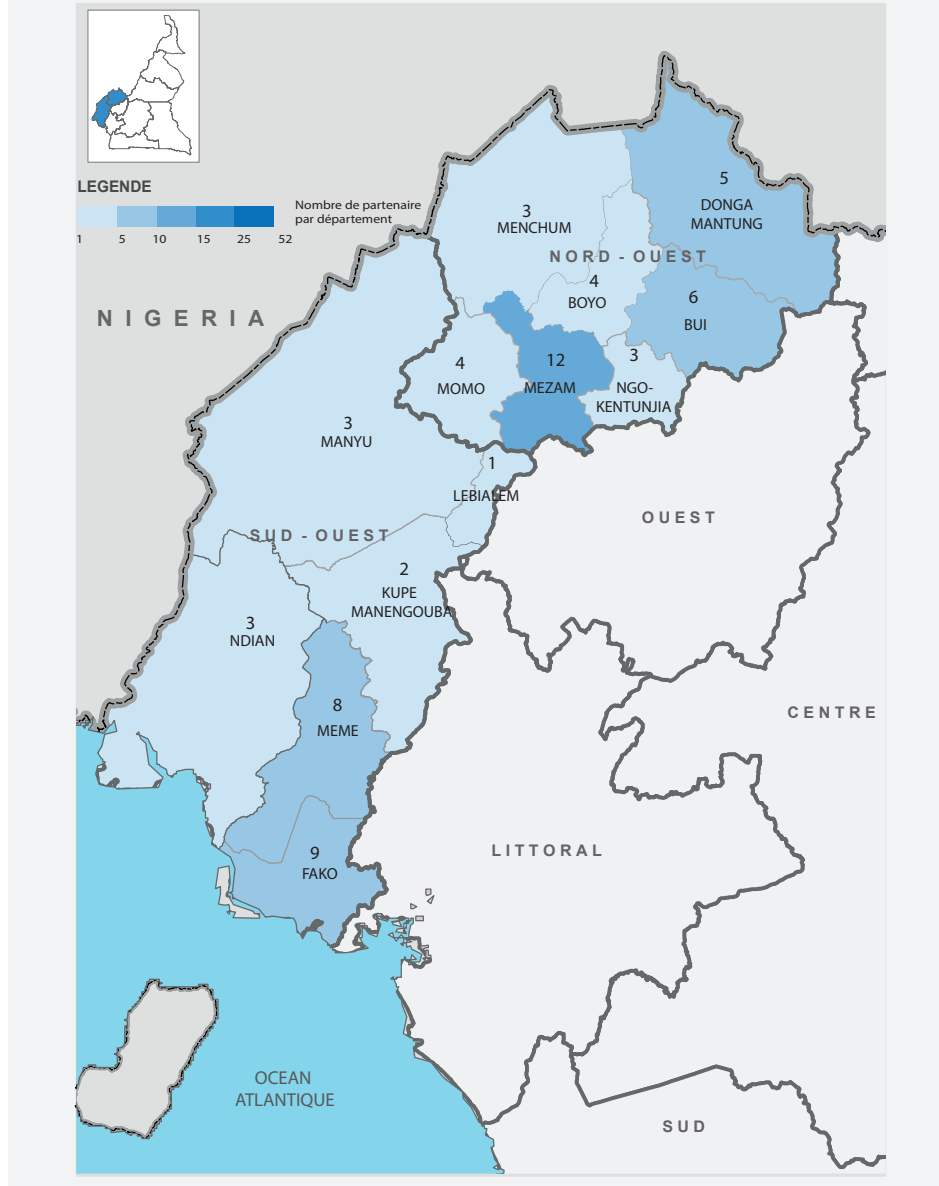 LEGENDE
Nombre de partenaire
par département
1 5 10 15 25 52
NIGERIA
5
DONGA
MANTUNG
3
MENCHUM
NORD - OUEST
4
BOYO
6
BUI
12
MEZAM
3
NGO-
KENTUNJIA
4
MOMO
3
MANYU
1
LEBIALEM
OUEST
SUD - OUEST
2
KUPE
MANENGOUBA
3
NDIAN
8
MEME
CENTRE
9
FAKO
LITTORAL
OCEAN
ATLANTIQUE
SUD